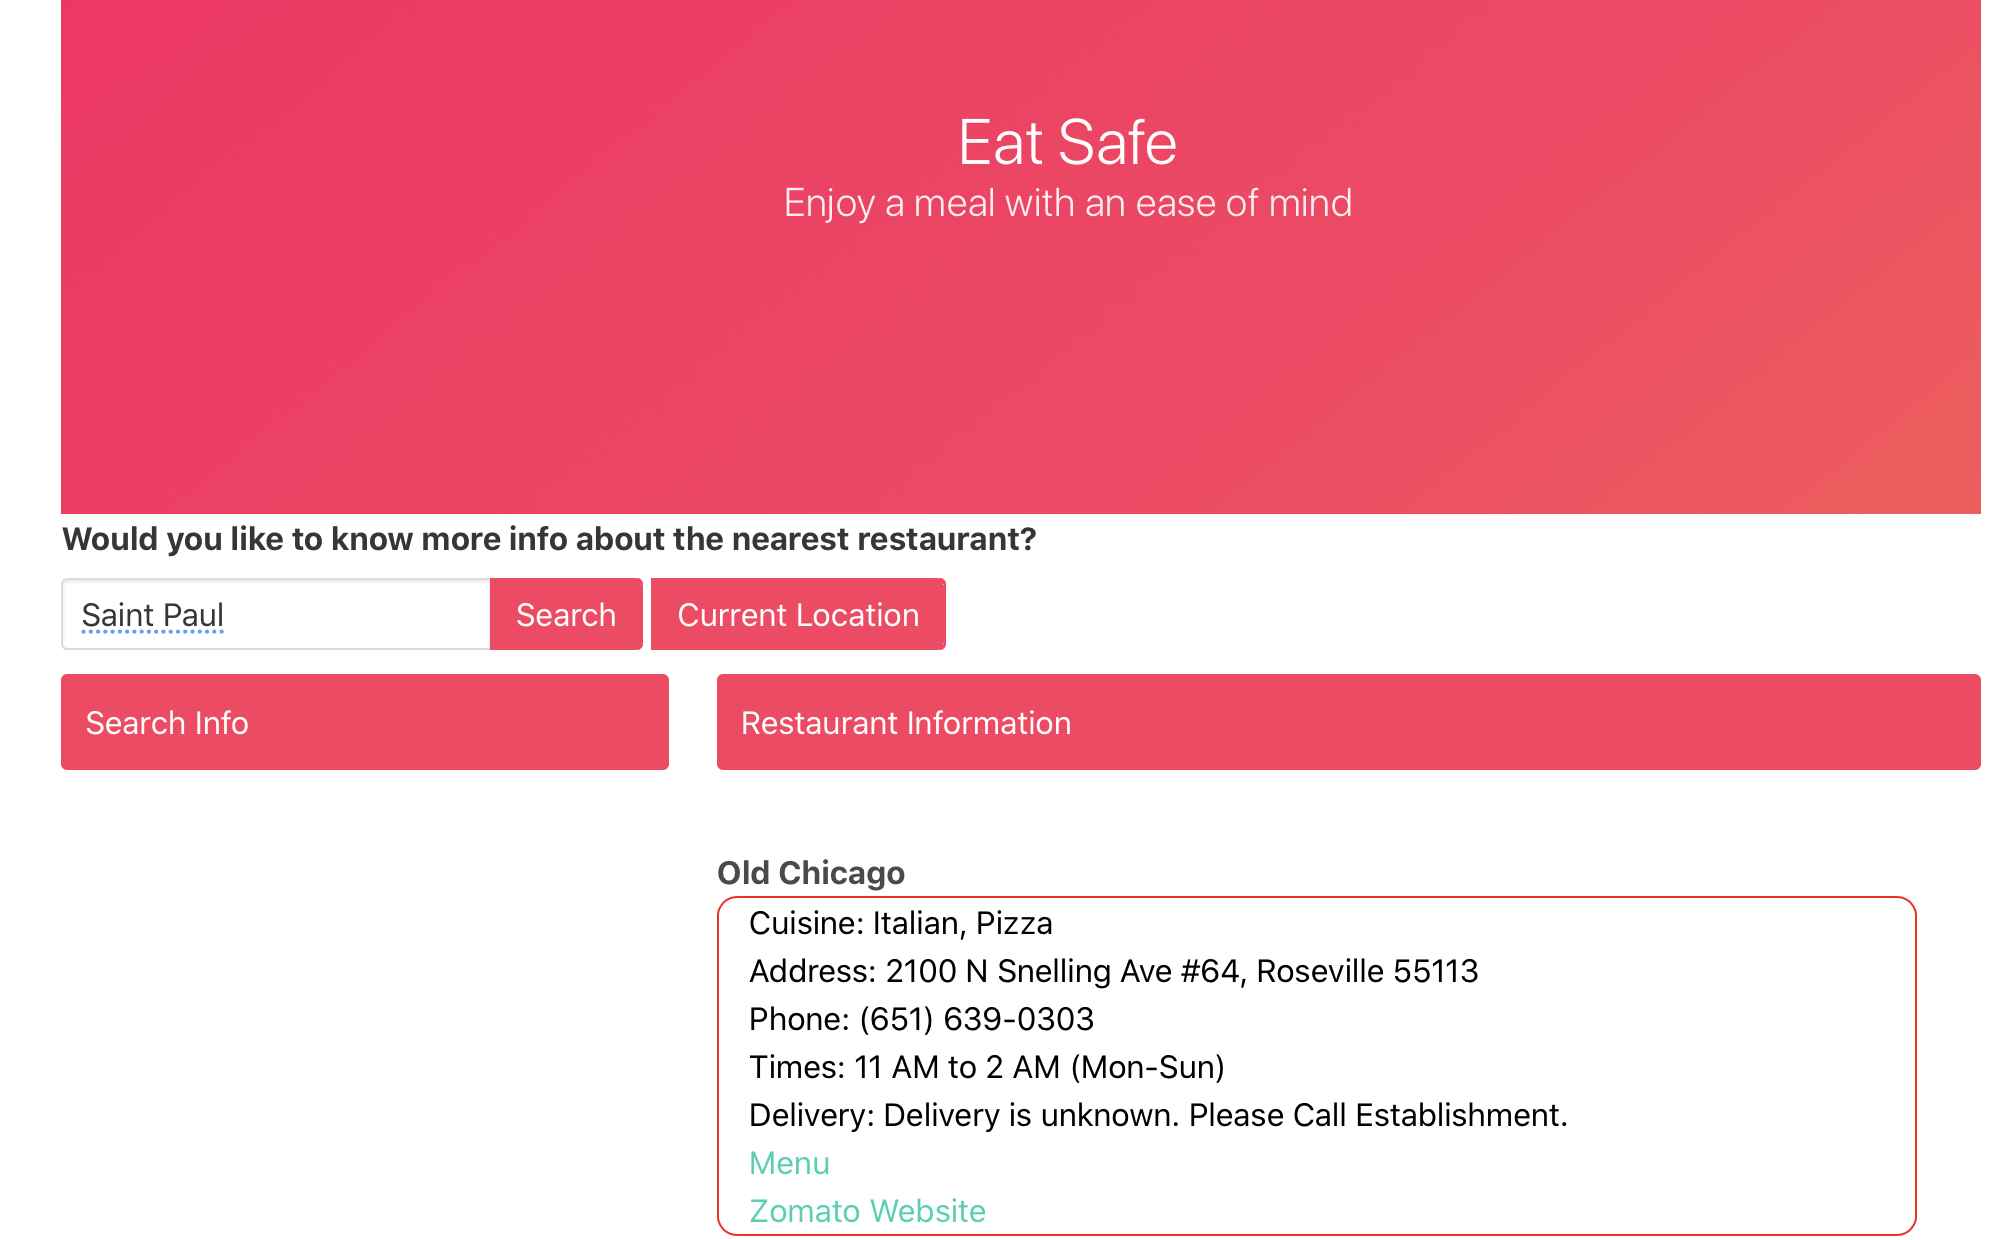 Eat Safe
Enjoy a meal with an ease of mind
Would you like to know more info about the nearest restaurant?
Saint Paul
Search
Current Location
Search Info
Restaurant Information
Old Chicago
Cuisine: Italian, Pizza
Address: 2100 N Snelling Ave #64, Roseville 55113
Phone: (651) 639-0303
Times: 11 AM to 2 AM (Mon-Sun)
Delivery: Delivery is unknown. Please Call Establishment.
Menu
Zomato Website